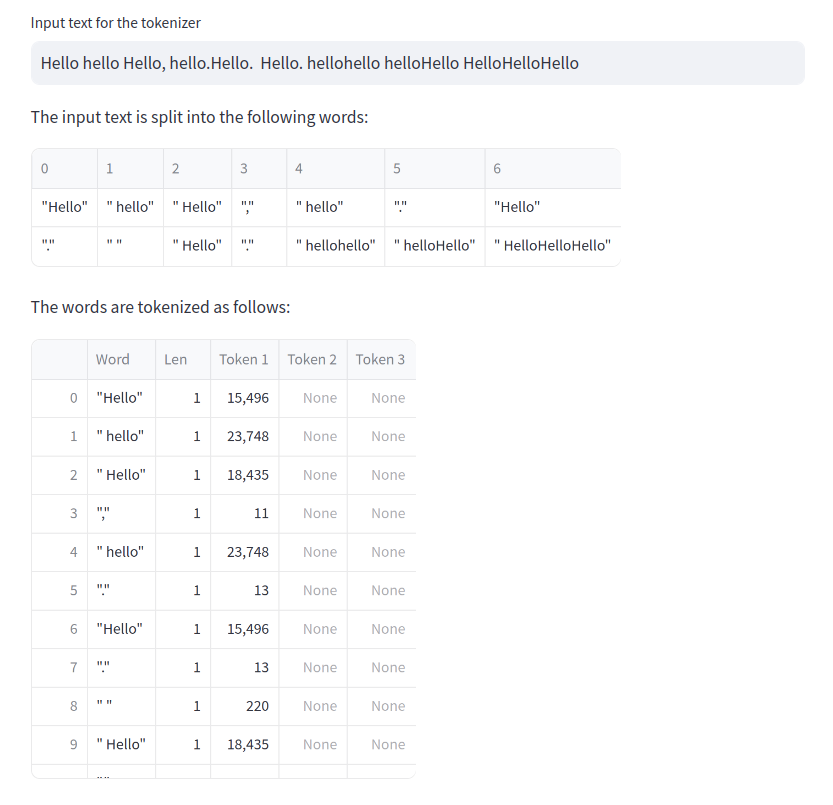 Input text for the tokenizer
Hello hello Hello, hello.Hello.  Hello. hellohello helloHello HelloHelloHello
The input text is split into the following words:
0 1 2 3 4 5 6
"Hello" " hello" " Hello" "," " hello" "." "Hello"
"." " " " Hello" "." " hellohello" " helloHello" " HelloHelloHello"
The words are tokenized as follows:
Word Len Token 1 Token 2 Token 3
0 "Hello" 1 15,496 None None
1 " hello" 1 23,748 None None
2 " Hello" 1 18,435 None None
3 "," 1 11 None None
4 " hello" 1 23,748 None None
5 "." 1 13 None None
6 "Hello" 1 15,496 None None
7 "." 1 13 None None
8 " " 1 220 None None
9 " Hello" 1 18,435 None None